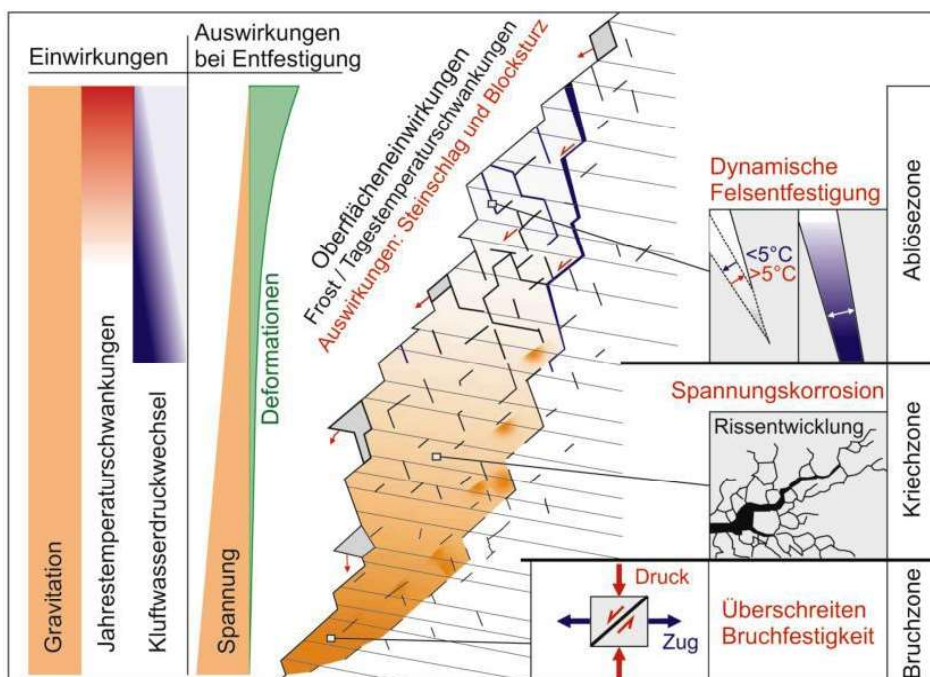 Einwirkungen
Auswirkungen
bei Entfestigung
Gravitation
Jahrestemperaturschwankungen
Kluftwasserdruckwechsel
Spannung
Deformationen
Oberflächeneinwirkungen
Frost / Tagestemperaturschwankungen
Auswirkungen: Steinschlag und Blocksturz
Dynamische
Felsentfestigung
<5°C
>5°C
Ablösezone
Spannungskorrosion
Rissentwicklung
Kriechzone
Druck
Zug
Überschreiten
Bruchfestigkeit
Bruchzone